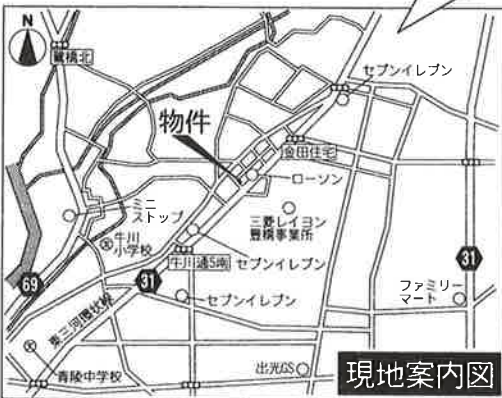 N
橋北
セブンイレブン
物件
金田住宅
ローソン
ミニ
ストップ
三菱レイヨン
豊橋事業所
文
牛川
小学校
牛川通5南
セブンイレブン
31
69
31
セブンイレブン
ファミリー
マート
東三河環状線
文
青陵中学校
出光GS
現地案内図